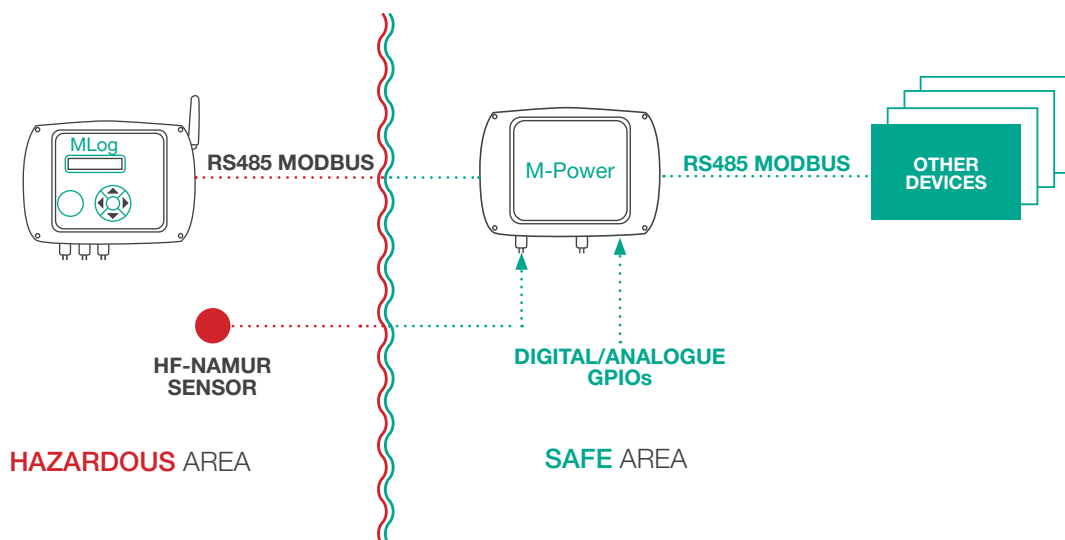 MLog
RS485 MODBUS
M-Power
RS485 MODBUS
OTHER
DEVICES
HF-NAMUR
SENSOR
DIGITAL/ANALOGUE
GPIOs
HAZARDOUS AREA
SAFE AREA